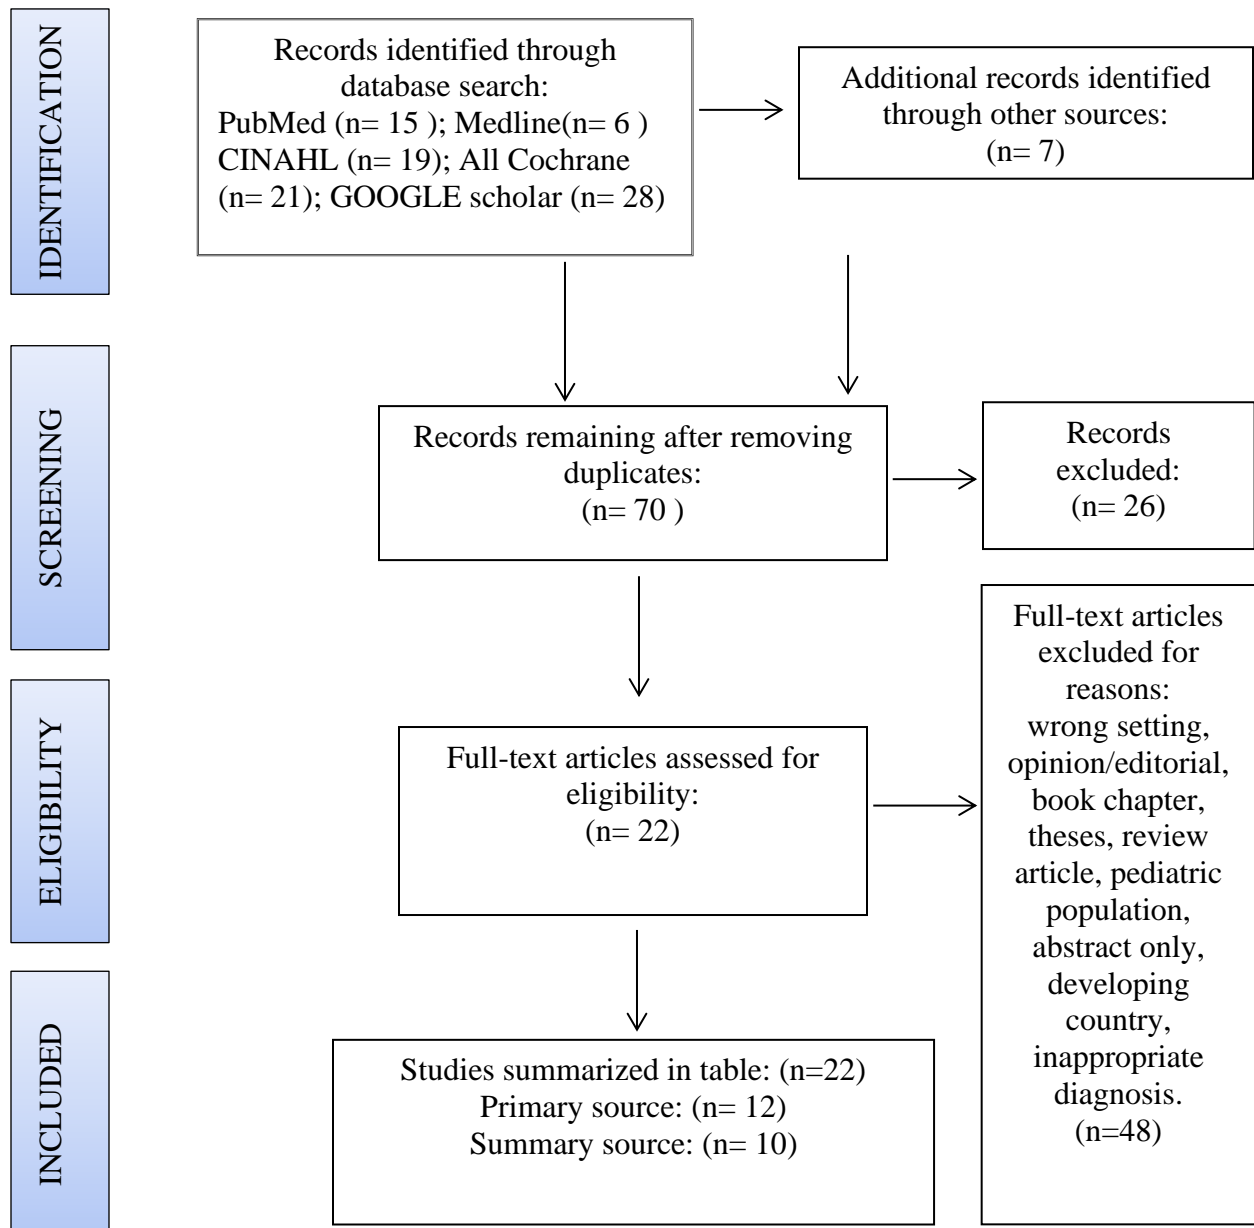 IDENTIFICATION
Records identified through
database search:
PubMed (n= 15 ); Medline(n= 6 )
CINAHL (n= 19); All Cochrane
(n= 21); GOOGLE scholar (n= 28)
Additional records identified
through other sources:
(n= 7)
SCREENING
Records remaining after removing
duplicates:
(n= 70 )
Records
excluded:
(n= 26)
ELIGIBILITY
Full-text articles assessed for
eligibility:
(n= 22)
Full-text articles
excluded for
reasons:
wrong setting,
opinion/editorial,
book chapter,
theses, review
article, pediatric
population,
abstract only,
developing
country,
inappropriate
diagnosis.
(n=48)
INCLUDED
Studies summarized in table: (n=22)
Primary source: (n= 12)
Summary source: (n= 10)